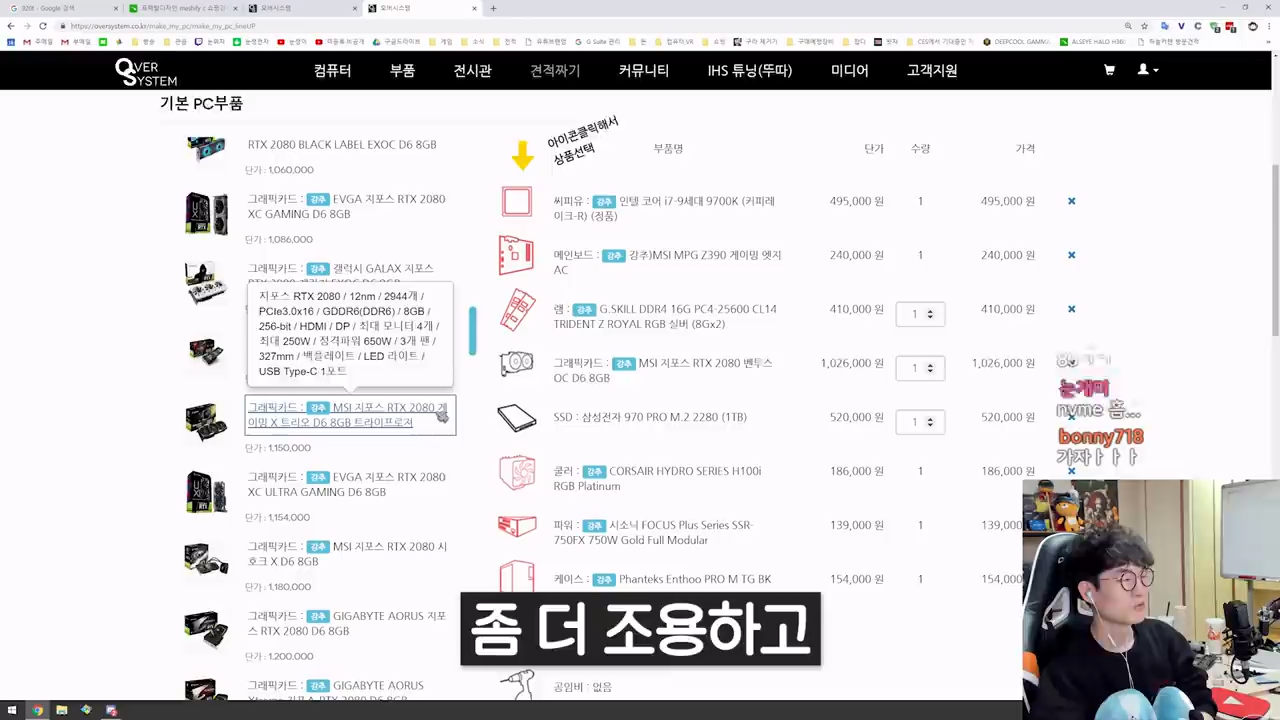 320t - Google 검색
오버시스템
오버시스템
https://oversystem.co.kr/make_my_pc/make_my_pc_lineUP
OVER SYSTEM
컴퓨터
부품
전시관
견적짜기
커뮤니티
IHS 튜닝(뚜따)
미디어
고객지원
기본 PC부품
RTX 2080 BLACK LABEL EXOC D6 8GB
단가 : 1,060,000
그래픽카드 : 강추 EVGA 지포스 RTX 2080
XC GAMING D6 8GB
단가 : 1,086,000
그래픽카드 : 강추 갤럭시 GALAX 지포스
지포스 RTX 2080 / 12nm / 2944개 /
PCIe3.0x16 / GDDR6(DDR6) / 8GB /
256-bit / HDMI / DP / 최대 모니터 4개 /
최대 250W / 정격파워 650W / 3개 팬 /
327mm / 백플레이트 / LED 라이트 /
USB Type-C 1포트
그래픽카드 : 강추 MSI 지포스 RTX 2080 게
이밍 X 트리오 D6 8GB 트라이프로져
단가 : 1,150,000
그래픽카드 : 강추 EVGA 지포스 RTX 2080
XC ULTRA GAMING D6 8GB
단가 : 1,154,000
그래픽카드 : 강추 MSI 지포스 RTX 2080 시
호크 X D6 8GB
단가 : 1,180,000
그래픽카드 : 강추 GIGABYTE AORUS 지포
스 RTX 2080 D6 8GB
단가 : 1,200,000
그래픽카드 : 강추 GIGABYTE AORUS
아이콘클릭해서
상품선택
부품명
단가
수량
가격
씨피유 : 강추 인텔 코어 i7-9세대 9700K (커피레
이크-R) (정품)
495,000 원
1
495,000 원
메인보드 : 강추 강추)MSI MPG Z390 게이밍 엣지
AC
240,000 원
1
240,000 원
램 : 강추 G.SKILL DDR4 16G PC4-25600 CL14
TRIDENT Z ROYAL RGB 실버 (8Gx2)
410,000 원
1
410,000 원
그래픽카드 : 강추 MSI 지포스 RTX 2080 벤투스
OC D6 8GB
1,026,000 원
1
1,026,000 원
SSD : 삼성전자 970 PRO M.2 2280 (1TB)
520,000 원
1
520,000 원
쿨러 : 강추 CORSAIR HYDRO SERIES H100i
RGB Platinum
186,000 원
1
186,000 원
파워 : 강추 시소닉 FOCUS Plus Series SSR-
750FX 750W Gold Full Modular
139,000 원
1
139,000
케이스 : 강추 Phanteks Enthoo PRO M TG BK
154,000 원
1
154,000
공임비 : 없음
눈개미
nvme 흠...
bonny718
가자ㅏㅏㅏ
좀 더 조용하고